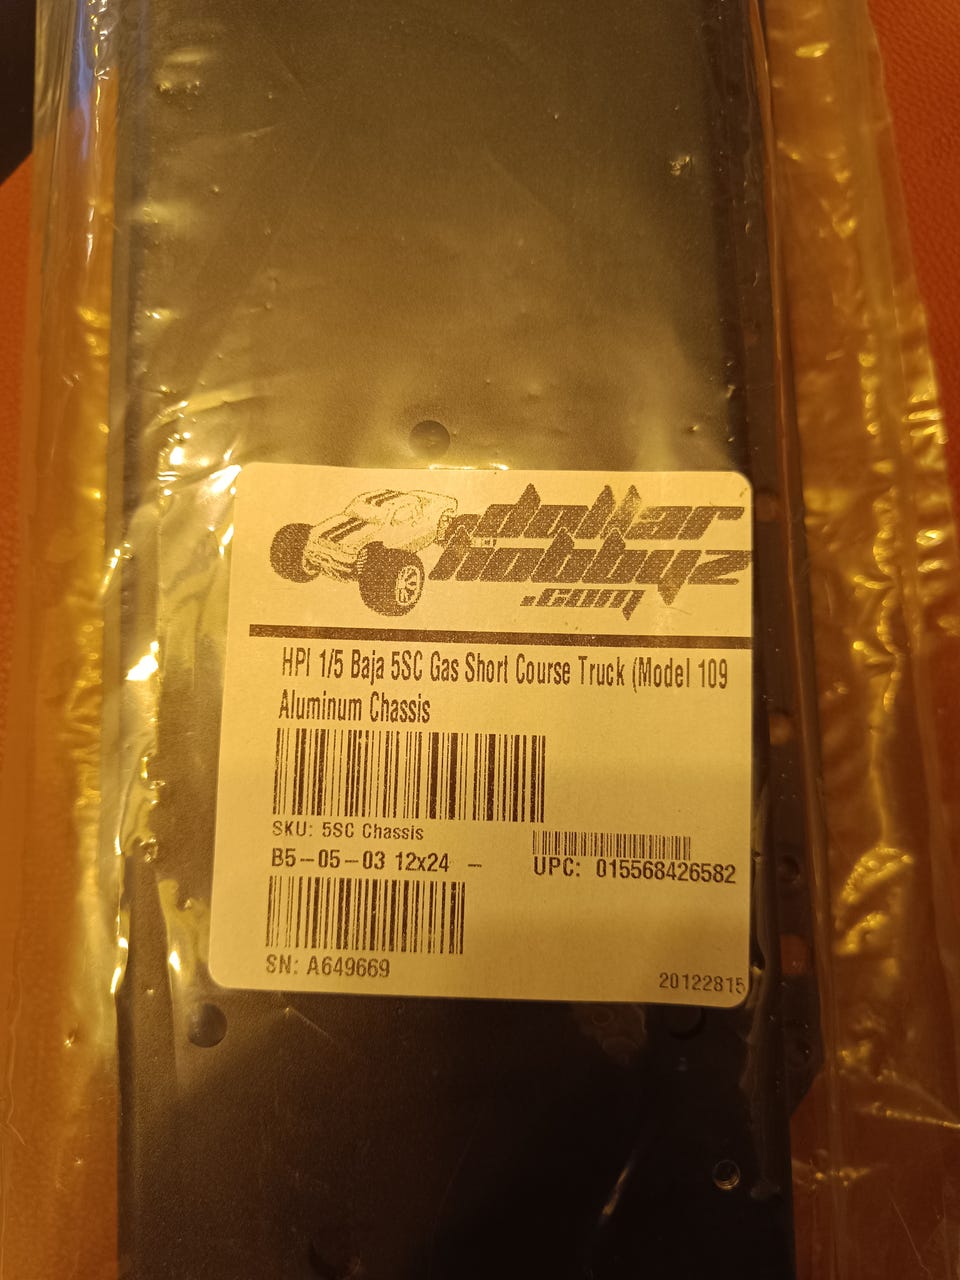 dollar
hobbyz
.com
HPI 1/5 Baja 5SC Gas Short Course Truck (Model 109
Aluminum Chassis
SKU: 5SC Chassis
B5-05-03 12x24 -
UPC: 015568426582
SN: A649669
20122815